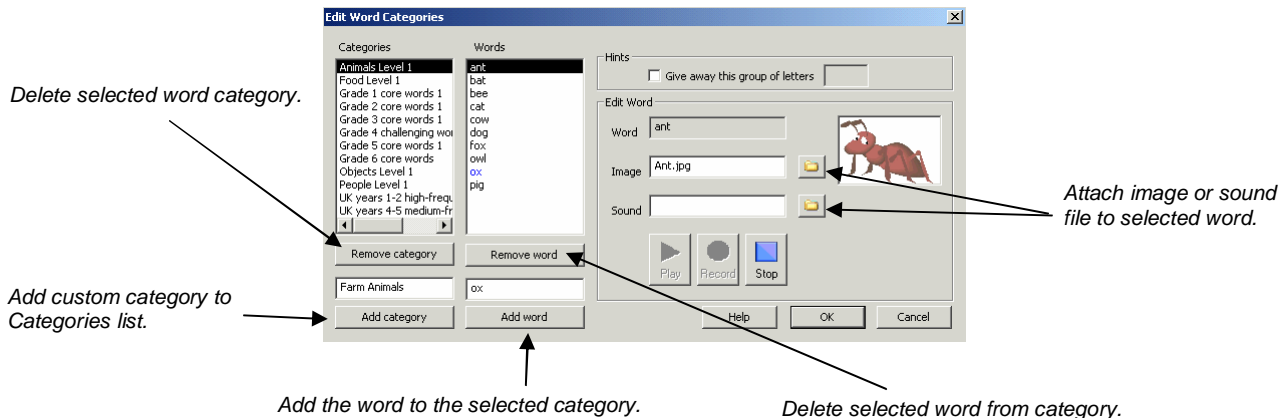 Edit Word Categories
Categories
Words
Animals Level 1
Food Level 1
Grade 1 core words 1
Grade 2 core words 1
Grade 3 core words 1
Grade 4 challenging wor
Grade 5 core words 1
Grade 6 core words
Objects Level 1
People Level 1
UK years 1-2 high-frequ
UK years 4-5 medium-fr
ant
bat
bee
cat
cow
dog
fox
owl
ox
pig
Remove category
Remove word
Farm Animals
ox
Add category
Add word
Hints
Give away this group of letters
Edit Word
Word
ant
Image
Ant.jpg
Sound
Play
Record
Stop
Help
OK
Cancel
Delete selected word category.
Add custom category to
Categories list.
Attach image or sound
file to selected word.
Add the word to the selected category.
Delete selected word from category.